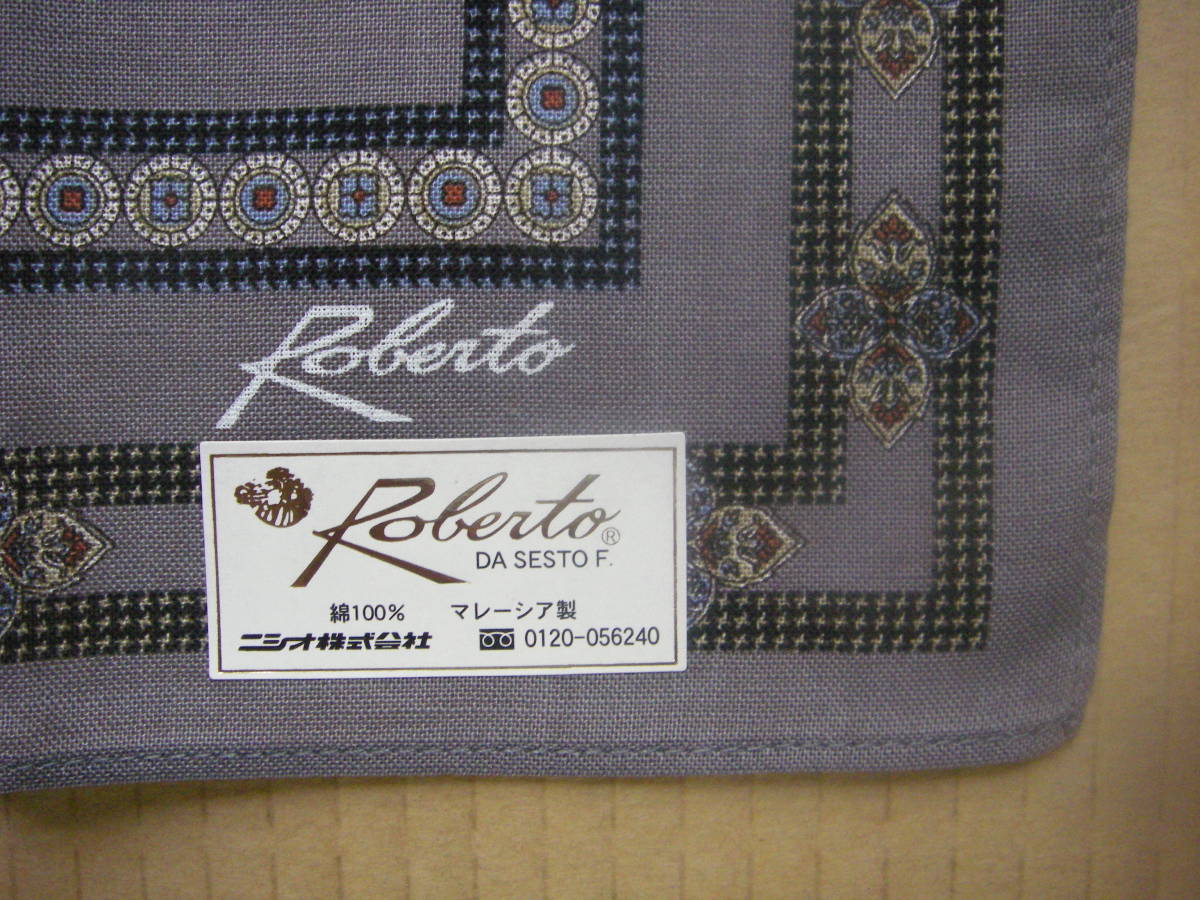 Roberto
Roberto®
DA SESTO F.
綿100% マレーシア製
ニシオ株式会社 0120-056240